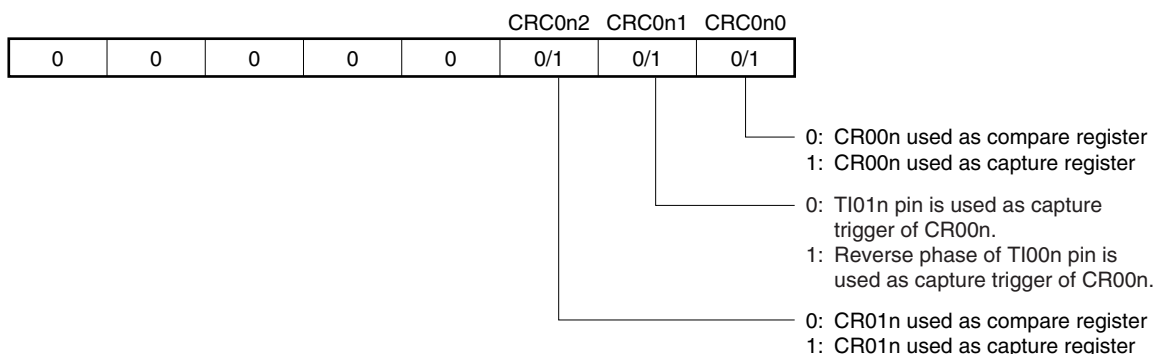 CRC0n2 CRC0n1 CRC0n0
0 0 0 0 0 0/1 0/1 0/1
0: CR00n used as compare register
1: CR00n used as capture register
0: TI01n pin is used as capture
trigger of CR00n.
1: Reverse phase of TI00n pin is
used as capture trigger of CR00n.
0: CR01n used as compare register
1: CR01n used as capture register